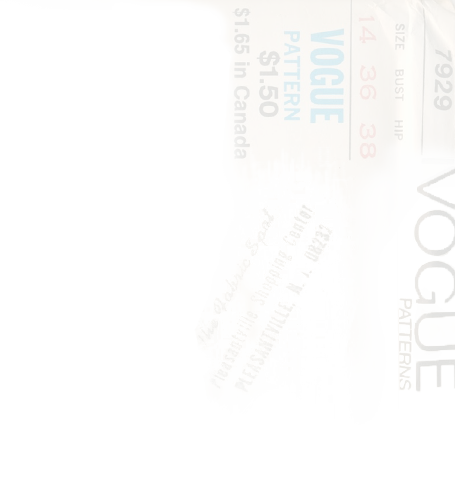 7929
SIZE BUST HIP
14 36 38
VOGUE
PATTERN
$1.50
$1.65 in Canada
VOGUE
PATTERNS
The Fabric
Pleasantville Shopping Center
PLEASANTVILLE, N. J. 08232